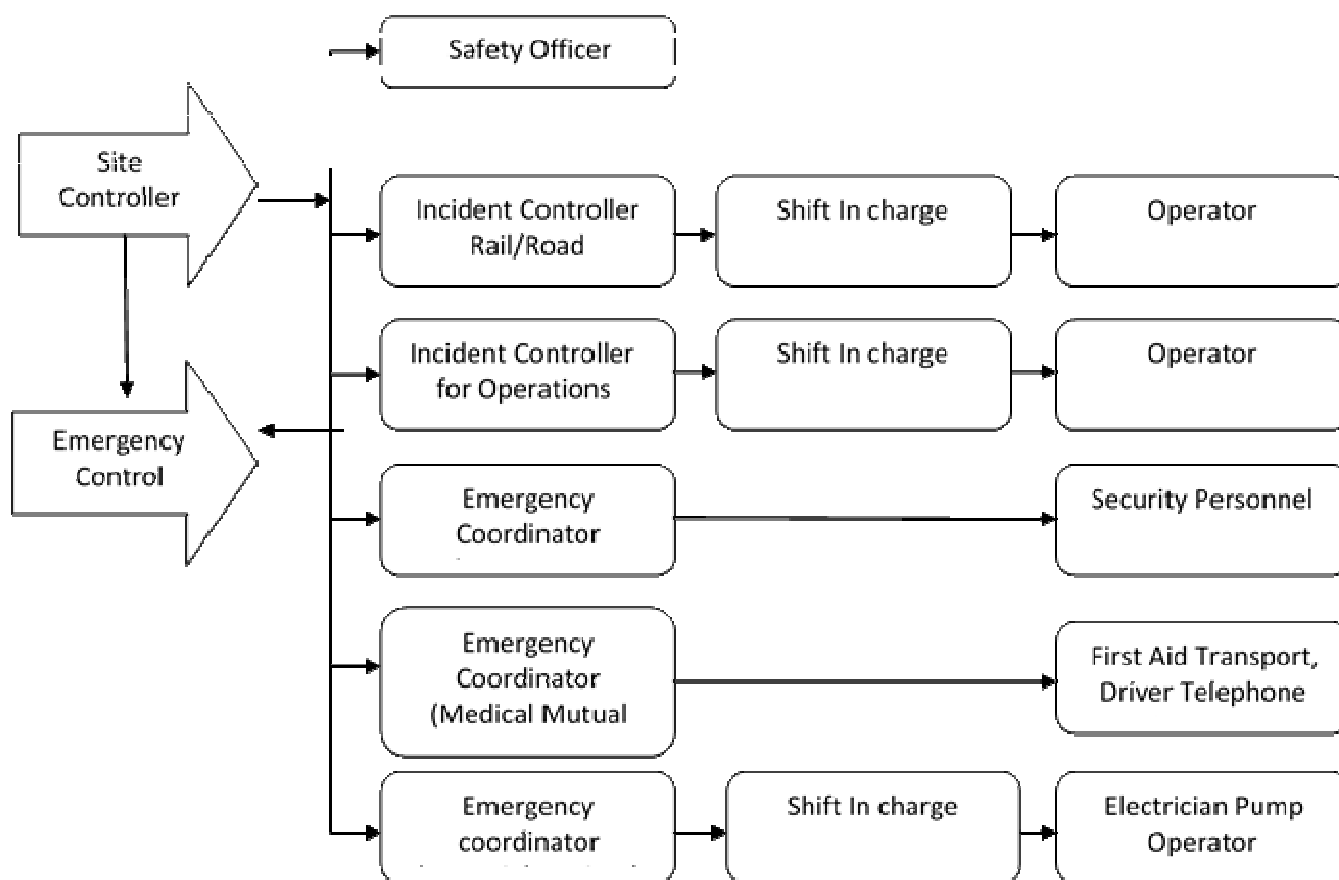 Safety Officer
Site
Controller
Incident Controller
Rail/Road
Shift In charge
Operator
Incident Controller
for Operations
Shift In charge
Operator
Emergency
Control
Emergency
Coordinator
Security Personnel
Emergency
Coordinator
(Medical Mutual
First Aid Transport,
Driver Telephone
Emergency
coordinator
Shift In charge
Electrician Pump
Operator